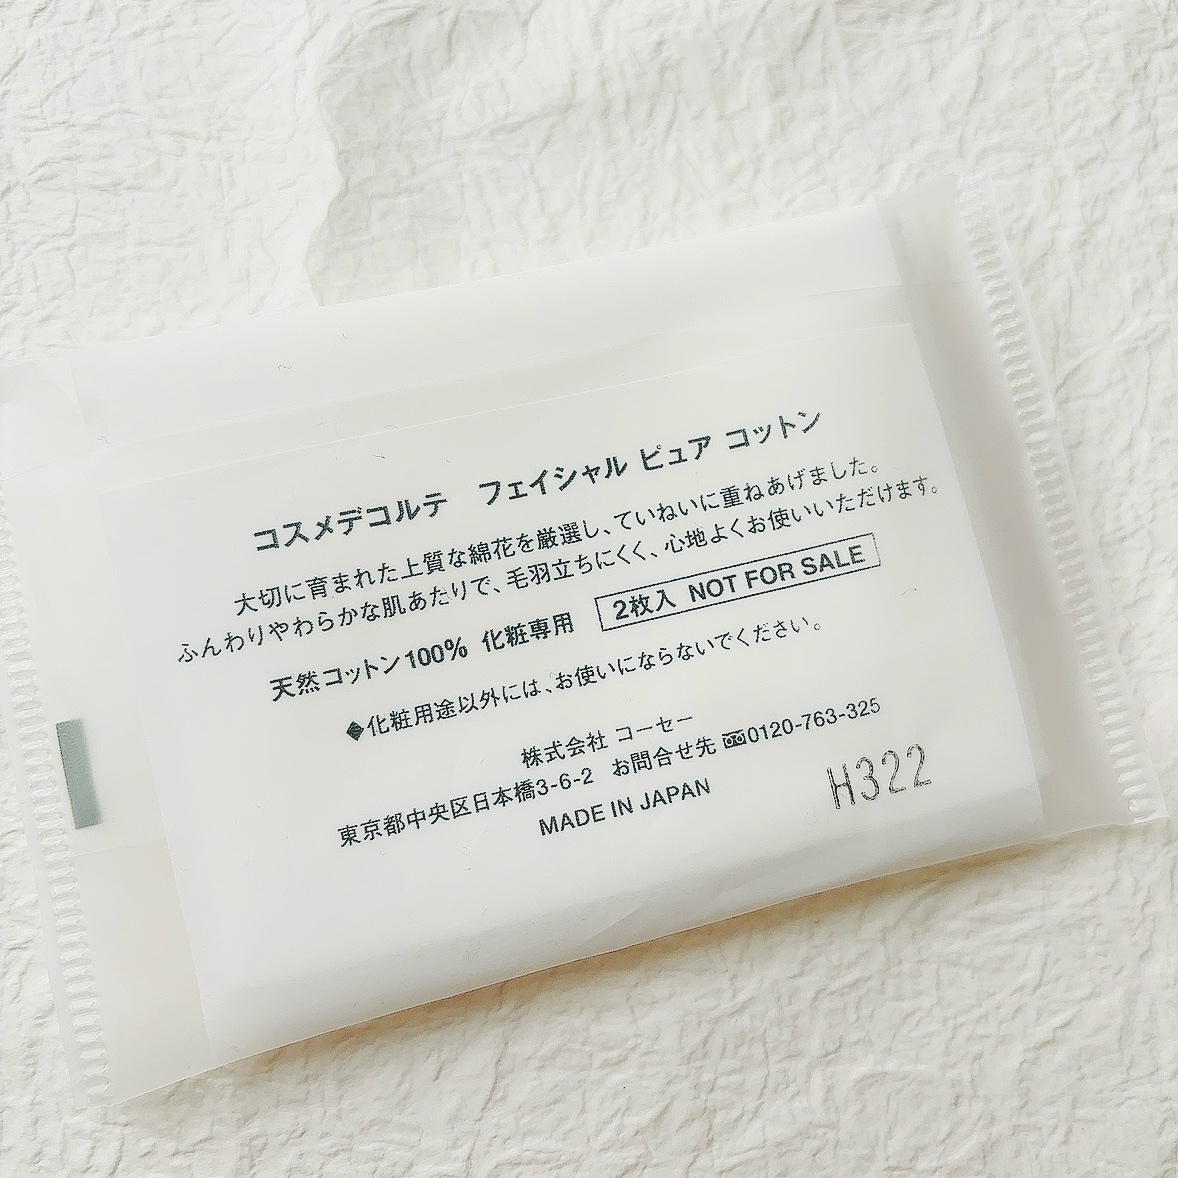 コスメデコルテ　フェイシャル ピュア コットン
大切に育まれた上質な綿花を厳選し、ていねいに重ねあげました。
ふんわりやわらかな肌あたりで、毛羽立ちにくく、心地よくお使いいただけます。
天然コットン100% 化粧専用 2枚入 NOT FOR SALE
◆化粧用途以外には、お使いにならないでください。
株式会社 コーセー
東京都中央区日本橋3-6-2 お問合せ先 0120-763-325
MADE IN JAPAN
H322